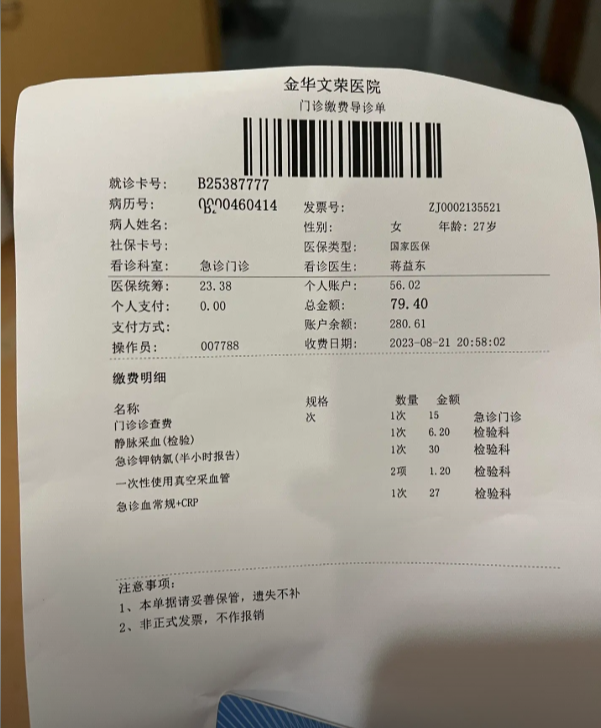 金华文荣医院
门诊缴费导诊单
就诊卡号: B25387777
病历号: 发票号: ZJ0002135521
病人姓名: 性别: 女 年龄: 27岁
社保卡号: 医保类型: 国家医保
看诊科室: 急诊门诊 看诊医生: 蒋益东
医保统筹: 23.38 个人账户: 56.02
个人支付: 0.00 总金额: 79.40
支付方式: 账户余额: 280.61
操作员: 007788 收费日期: 2023-08-21 20:58:02
缴费明细
名称 规格 数量 金额
门诊诊查费 次 1次 15 急诊门诊
静脉采血(检验) 1次 6.20 检验科
急诊钾钠氯(半小时报告) 1次 30 检验科
一次性使用真空采血管 2项 1.20 检验科
急诊血常规+CRP 1次 27 检验科
注意事项:
1、本单据请妥善保管，遗失不补
2、非正式发票，不作报销